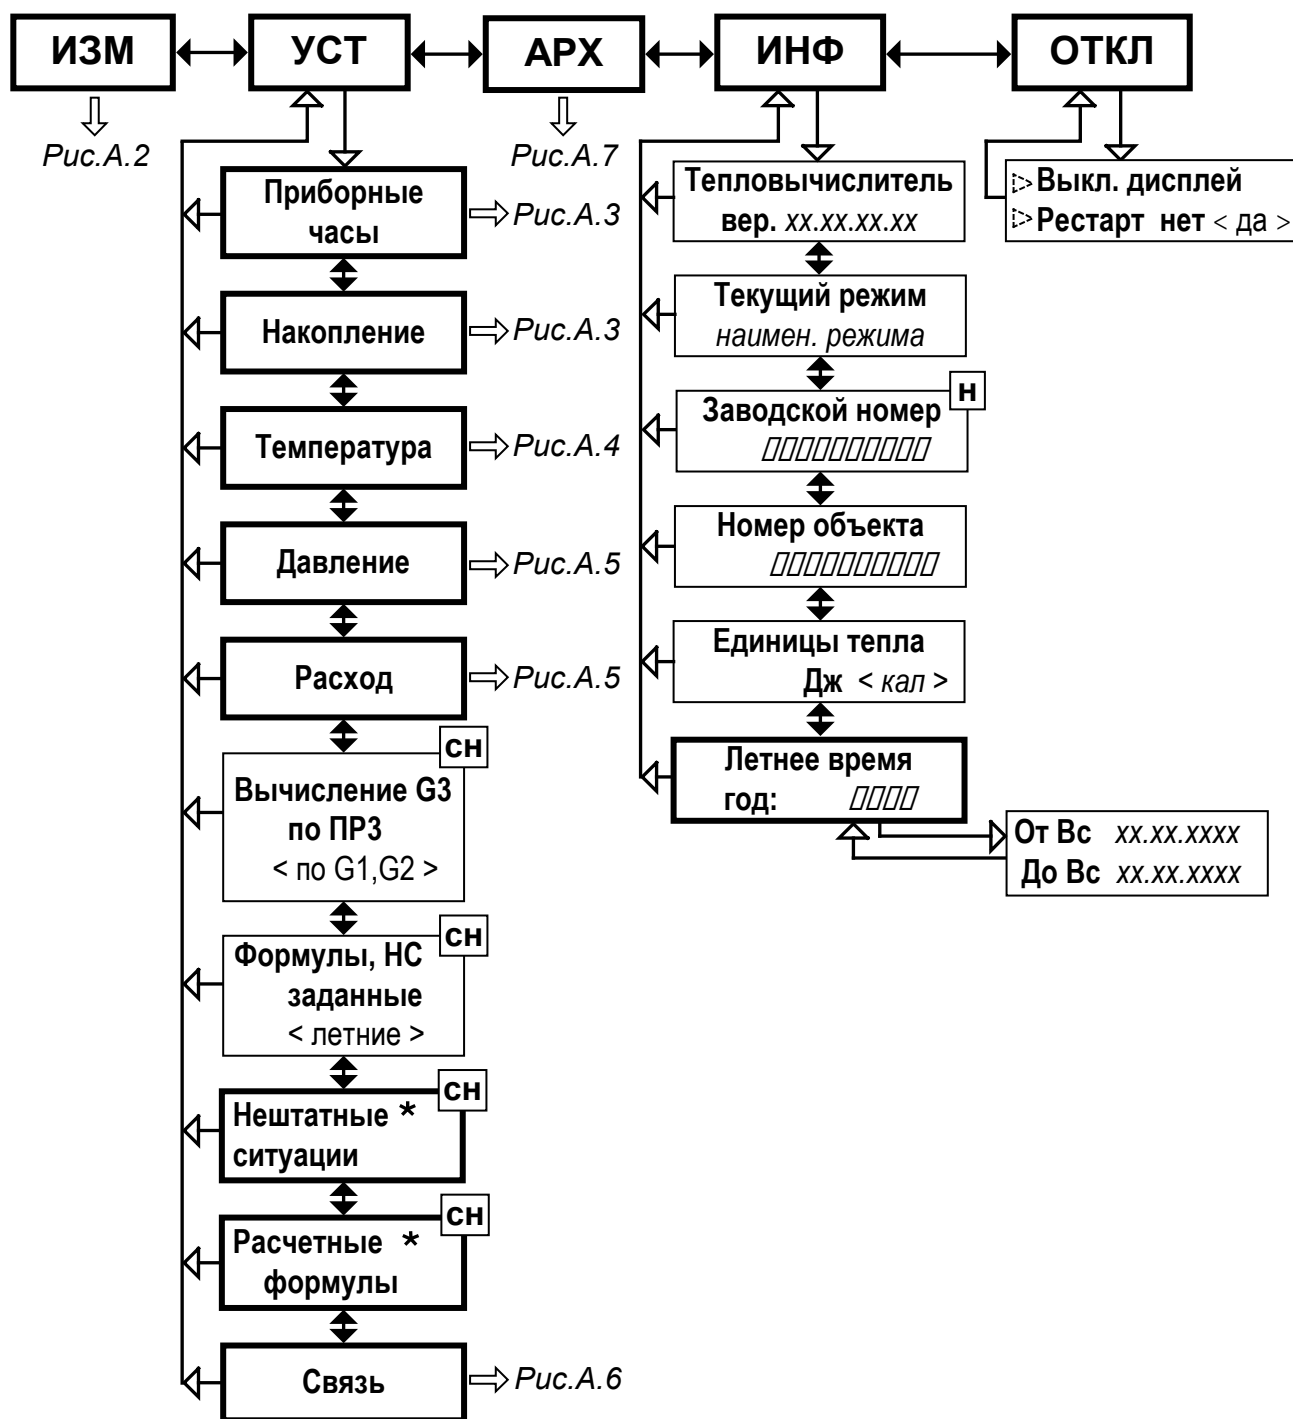 ИЗМ
УСТ
АРХ
ИНФ
ОТКЛ
Рис.А.2
Рис.А.7
Приборные
часы
Рис.А.3
Накопление
Рис.А.3
Температура
Рис.А.4
Давление
Рис.А.5
Расход
Рис.А.5
СН
Вычисление G3
по ПР3
< по G1,G2 >
СН
Формулы, НС
заданные
< летние >
СН
Нештатные *
ситуации
СН
Расчетные *
формулы
Связь
Рис.А.6
Тепловычислитель
вер. хх.хх.хх.хх
Текущий режим
наимен. режима
Н
Заводской номер
▯▯▯▯▯▯▯▯▯▯
Номер объекта
▯▯▯▯▯▯▯▯▯▯
Единицы тепла
Дж < кал >
Летнее время
год: ▯▯▯▯
Выкл. дисплей
Рестарт нет < да >
От Вс хх.хх.хххх
До Вс хх.хх.хххх